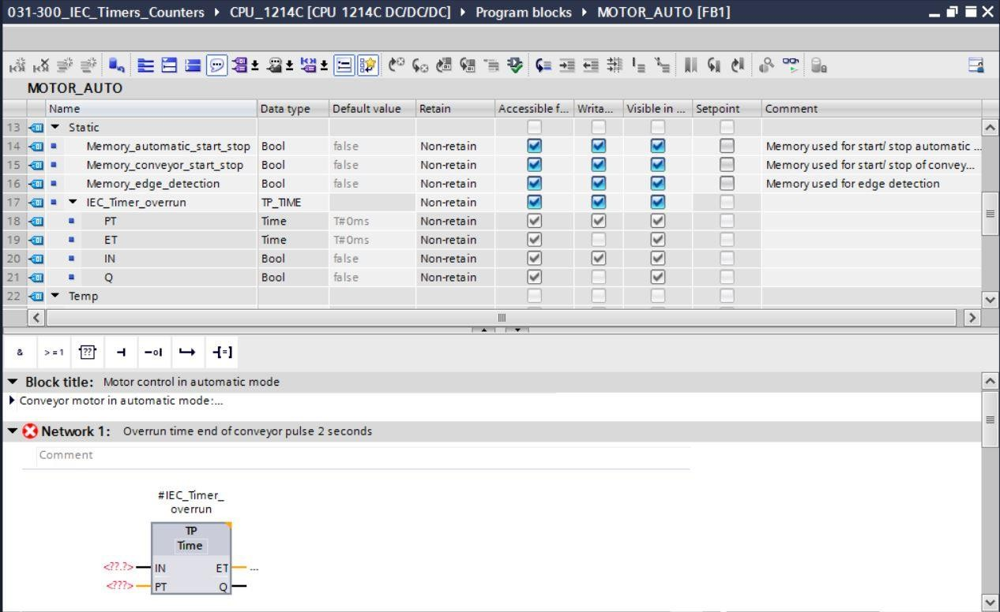 031-300_IEC_Timers_Counters ▸ CPU_1214C [CPU 1214C DC/DC/DC] ▸ Program blocks ▸ MOTOR_AUTO [FB1]
MOTOR_AUTO
Name Data type Default value Retain Accessible f... Writa... Visible in ... Setpoint Comment
13 Static
14 Memory_automatic_start_stop Bool false Non-retain Memory used for start/ stop automatic ...
15 Memory_conveyor_start_stop Bool false Non-retain Memory used for start/ stop of convey...
16 Memory_edge_detection Bool false Non-retain Memory used for edge detection
17 IEC_Timer_overrun TP_TIME Non-retain
18 PT Time T#0ms Non-retain
19 ET Time T#0ms Non-retain
20 IN Bool false Non-retain
21 Q Bool false Non-retain
22 Temp
& >=1 ?? -o| -[=]
Block title: Motor control in automatic mode
Conveyor motor in automatic mode:...
Network 1: Overrun time end of conveyor pulse 2 seconds
Comment
#IEC_Timer_
overrun
TP
Time
<??.?> IN ET ...
<???> PT Q